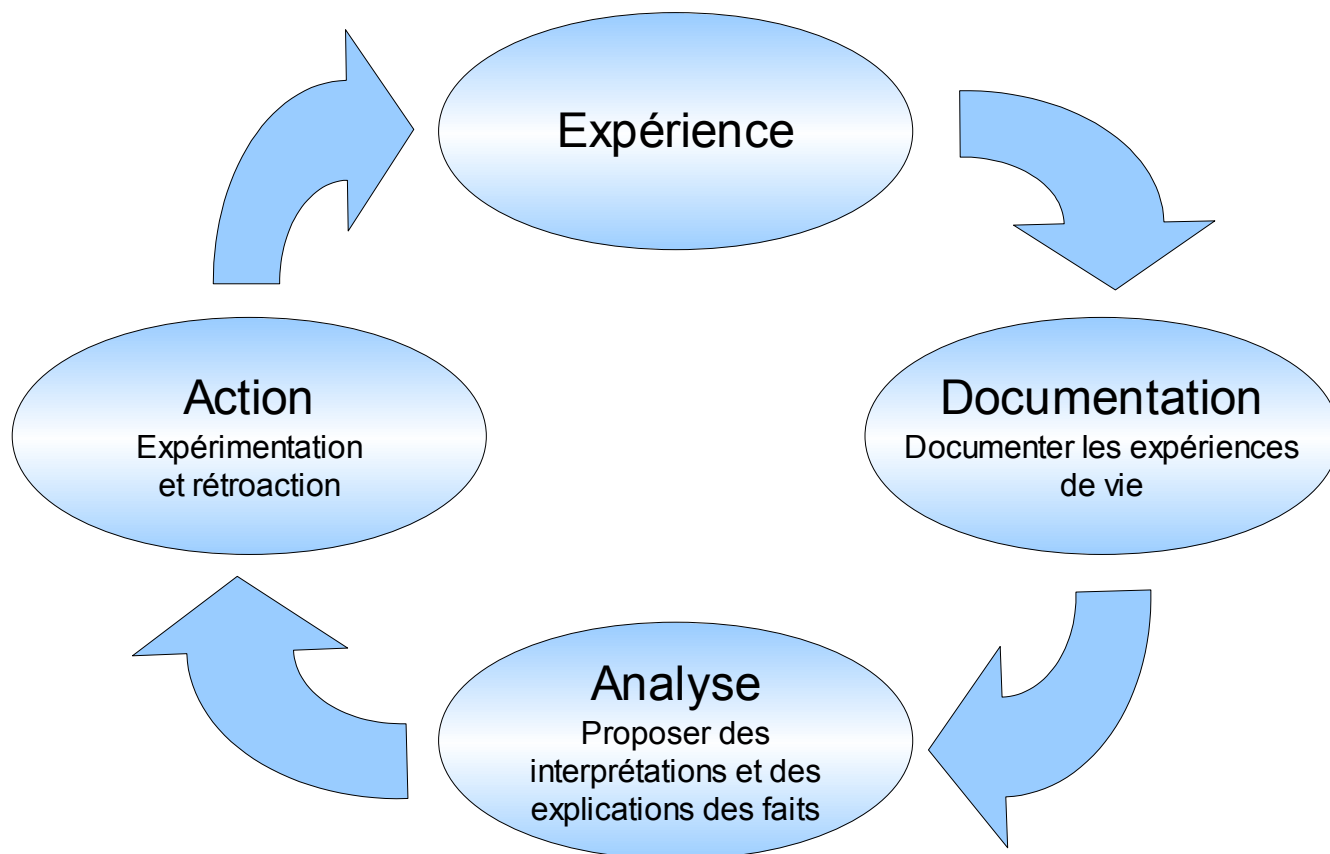 Expérience
Action
Expérimentation
et rétroaction
Documentation
Documenter les expériences
de vie
Analyse
Proposer des
interprétations et des
explications des faits